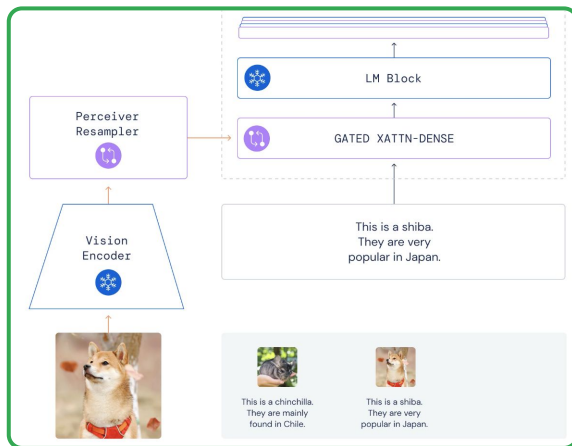 LM Block
Perceiver
Resampler
GATED XATTN-DENSE
This is a shiba.
They are very
popular in Japan.
Vision
Encoder
This is a chinchilla.
They are mainly
found in Chile.
This is a shiba.
They are very
popular in Japan.